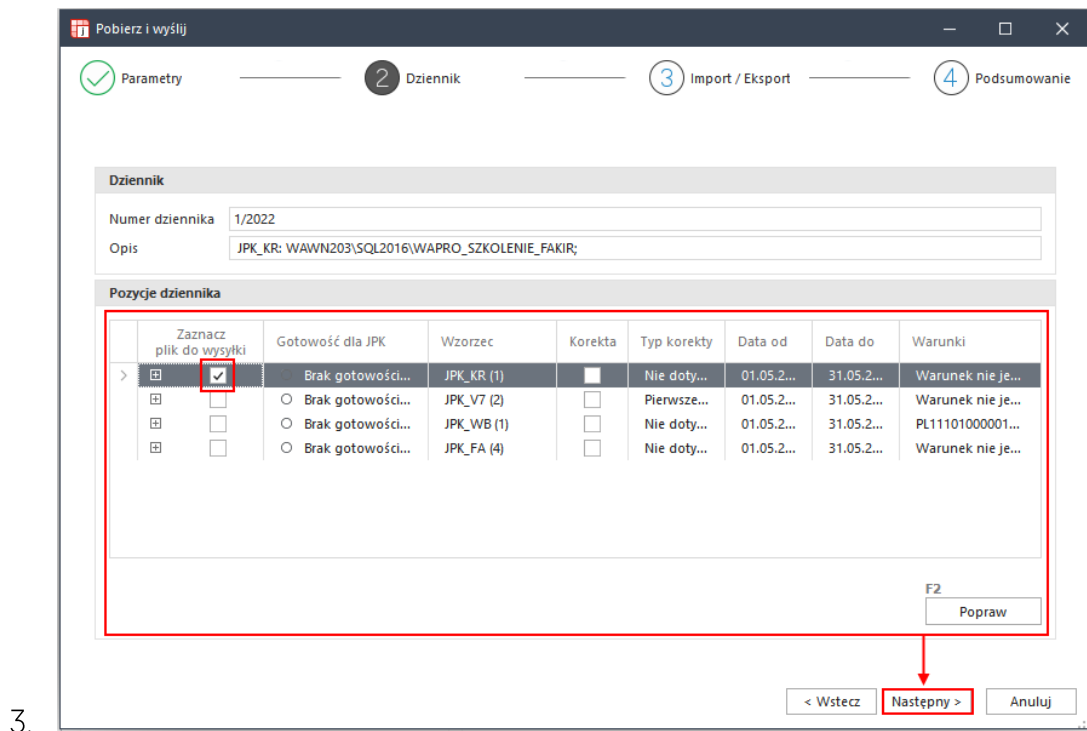 Pobierz i wyślij
Parametry 2 Dziennik 3 Import / Eksport 4 Podsumowanie
Dziennik
Numer dziennika 1/2022
Opis JPK_KR: WAWN203\SQL2016\WAPRO_SZKOLENIE_FAKIR;
Pozycje dziennika
Zaznacz
plik do wysyłki Gotowość dla JPK Wzorzec Korekta Typ korekty Data od Data do Warunki
Brak gotowości... JPK_KR (1) Nie doty... 01.05.2... 31.05.2... Warunek nie je...
Brak gotowości... JPK_V7 (2) Pierwsze... 01.05.2... 31.05.2... Warunek nie je...
Brak gotowości... JPK_WB (1) Nie doty... 01.05.2... 31.05.2... PL11101000001...
Brak gotowości... JPK_FA (4) Nie doty... 01.05.2... 31.05.2... Warunek nie je...
F2
Popraw
< Wstecz Następny > Anuluj
3.